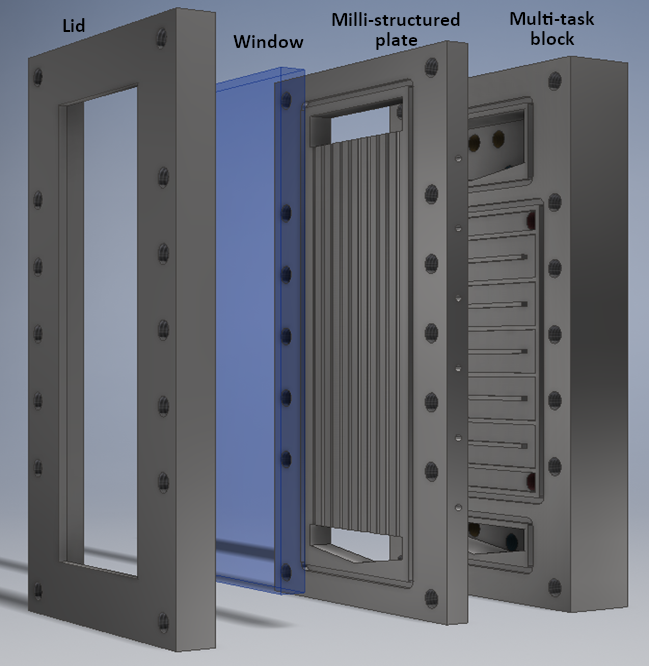 Lid
Window
Milli-structured
plate
Multi-task
block